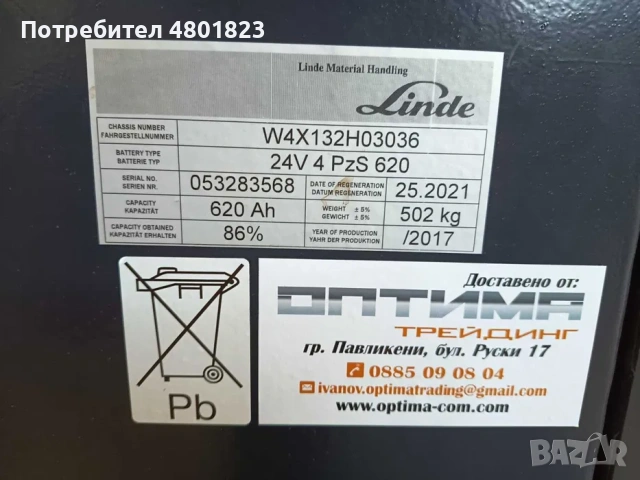 Потребител 4801823
Linde Material Handling
Linde
CHASSIS NUMBER
FAHRGESTELLNUMMER
W4X132H03036
BATTERY TYPE
BATTERIE TYP
24V 4 PzS 620
SERIAL NO.
SERIEN NR.
053283568
DATE OF REGENERATION
DATUM REGENERATION
25.2021
CAPACITY
KAPAZITÄT
620 Ah
WEIGHT ± 5%
GEWICHT ± 5%
502 kg
CAPACITY OBTAINED
KAPAZITÄT ERHALTEN
86%
YEAR OF PRODUCTION
YAHR DER PRODUKTION
/2017
Pb
Доставено от:
ОПТИМА
ТРЕЙДИНГ
гр. Павликени, бул. Руски 17
0885 09 08 04
ivanov.optimatrading@gmail.com
www.optima-com.com
BAZAR